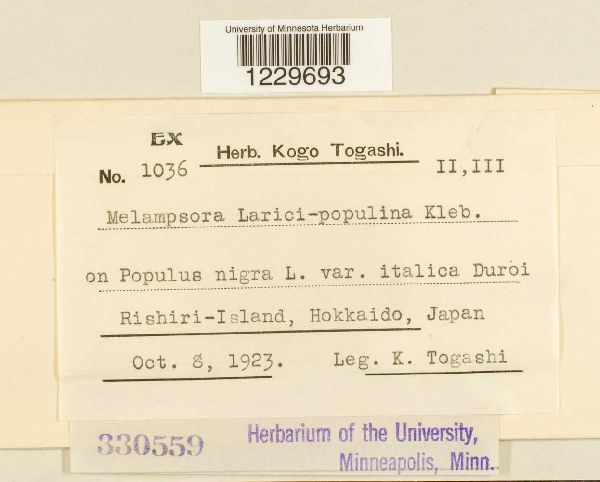 University of Minnesota Herbarium
1229693
EX
Herb. Kogo Togashi.
No. 1036
II, III
Melampsora Larici-populina Kleb.
on Populus nigra L. var. italica Duroi
Rishiri-Island, Hokkaido, Japan
Oct. 8, 1923. Leg. K. Togashi
330559
Herbarium of the University,
Minneapolis, Minn.